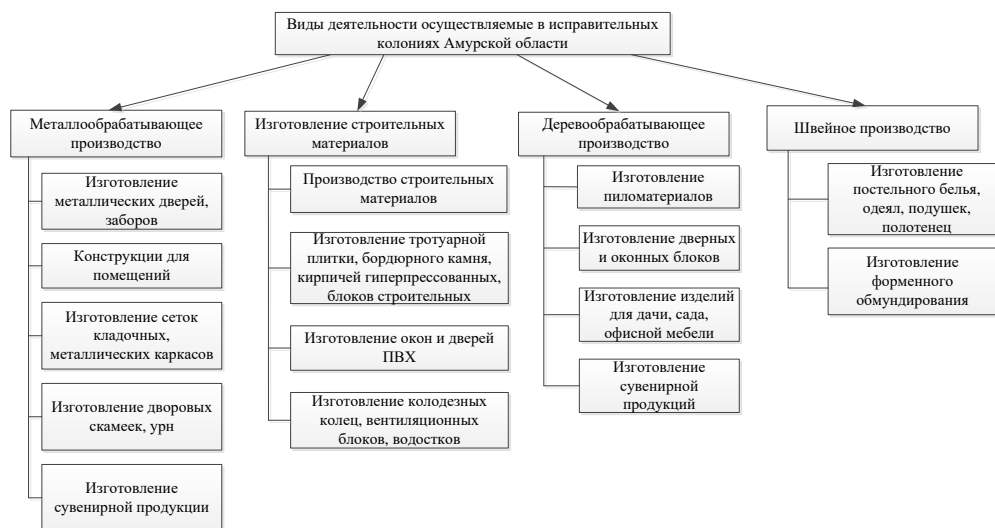 Виды деятельности осуществляемые в исправительных
колониях Амурской области
Металлообрабатывающее
производство
Изготовление
металлических дверей,
заборов
Конструкции для
помещений
Изготовление сеток
кладочных,
металлических каркасов
Изготовление дворовых
скамеек, урн
Изготовление
сувенирной продукции
Изготовление строительных
материалов
Производство строительных
материалов
Изготовление тротуарной
плитки, бордюрного камня,
кирпичей гиперпрессованных,
блоков строительных
Изготовление окон и дверей
ПВХ
Изготовление колодезных
колец, вентиляционных
блоков, водостков
Деревообрабатывающее
производство
Изготовление
пиломатериалов
Изготовление дверных
и оконных блоков
Изготовление изделий
для дачи, сада,
офисной мебели
Изготовление
сувенирной
продукций
Швейное производство
Изготовление
постельного белья,
одеял, подушек,
полотенец
Изготовление
форменного
обмундирования